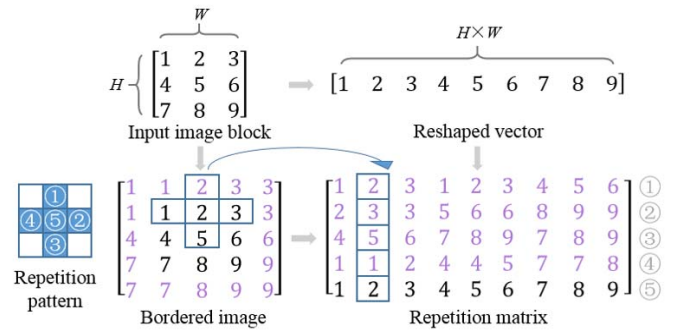 W
H
[1 2 3]
[4 5 6]
[7 8 9]
Input image block
H×W
[1 2 3 4 5 6 7 8 9]
Reshaped vector
①
④⑤②
③
Repetition
pattern
[1 1 2 3 3]
[1 1 2 3 3]
[4 4 5 6 6]
[7 7 8 9 9]
[7 7 8 9 9]
Bordered image
[1 2 3 1 2 3 4 5 6] ①
[2 3 3 5 6 6 8 9 9] ②
[4 5 6 7 8 9 7 8 9] ③
[1 1 2 4 4 5 7 7 8] ④
[1 2 3 4 5 6 7 8 9] ⑤
Repetition matrix